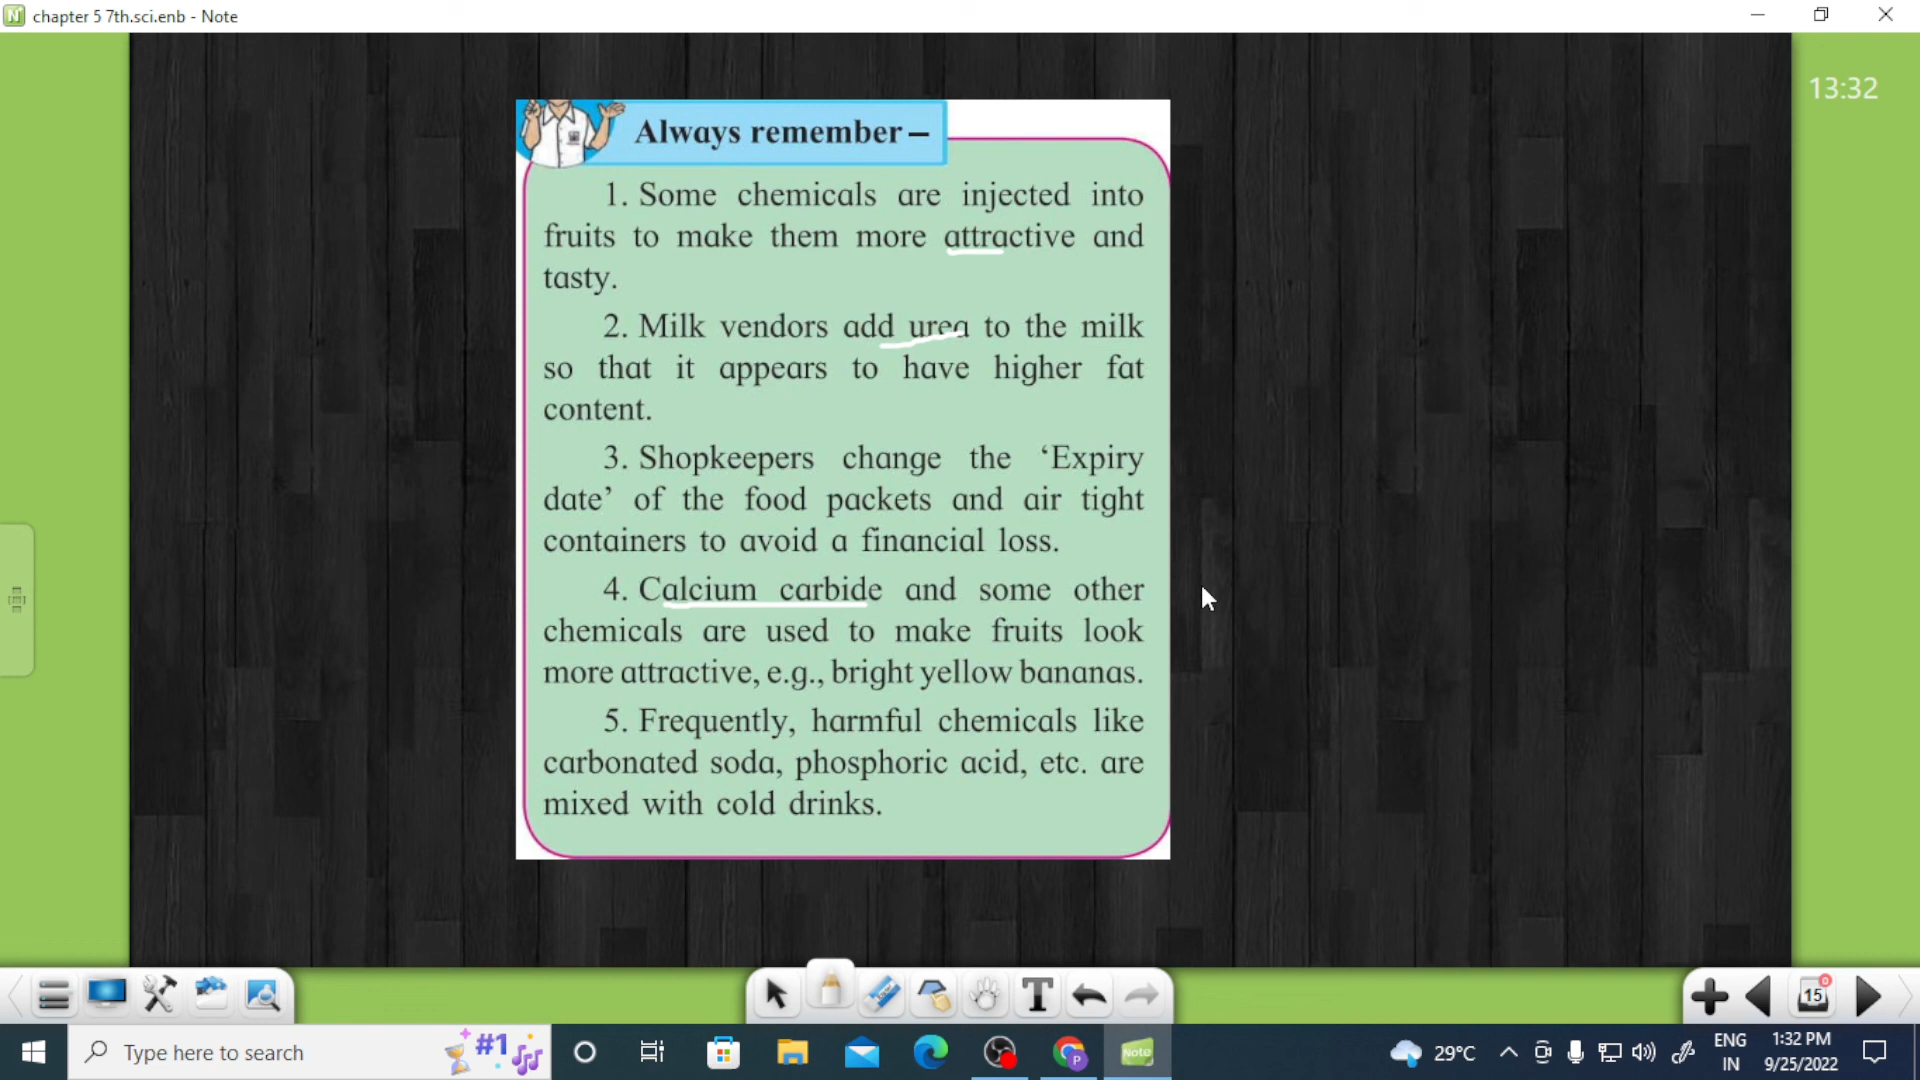 chapter 5 7th.sci.enb - Note
13:32
Always remember –
1. Some chemicals are injected into
fruits to make them more attractive and
tasty.
2. Milk vendors add urea to the milk
so that it appears to have higher fat
content.
3. Shopkeepers change the ‘Expiry
date’ of the food packets and air tight
containers to avoid a financial loss.
4. Calcium carbide and some other
chemicals are used to make fruits look
more attractive, e.g., bright yellow bananas.
5. Frequently, harmful chemicals like
carbonated soda, phosphoric acid, etc. are
mixed with cold drinks.
T
15
0
Type here to search
#1
P
Note
29°C
ENG
IN
1:32 PM
9/25/2022